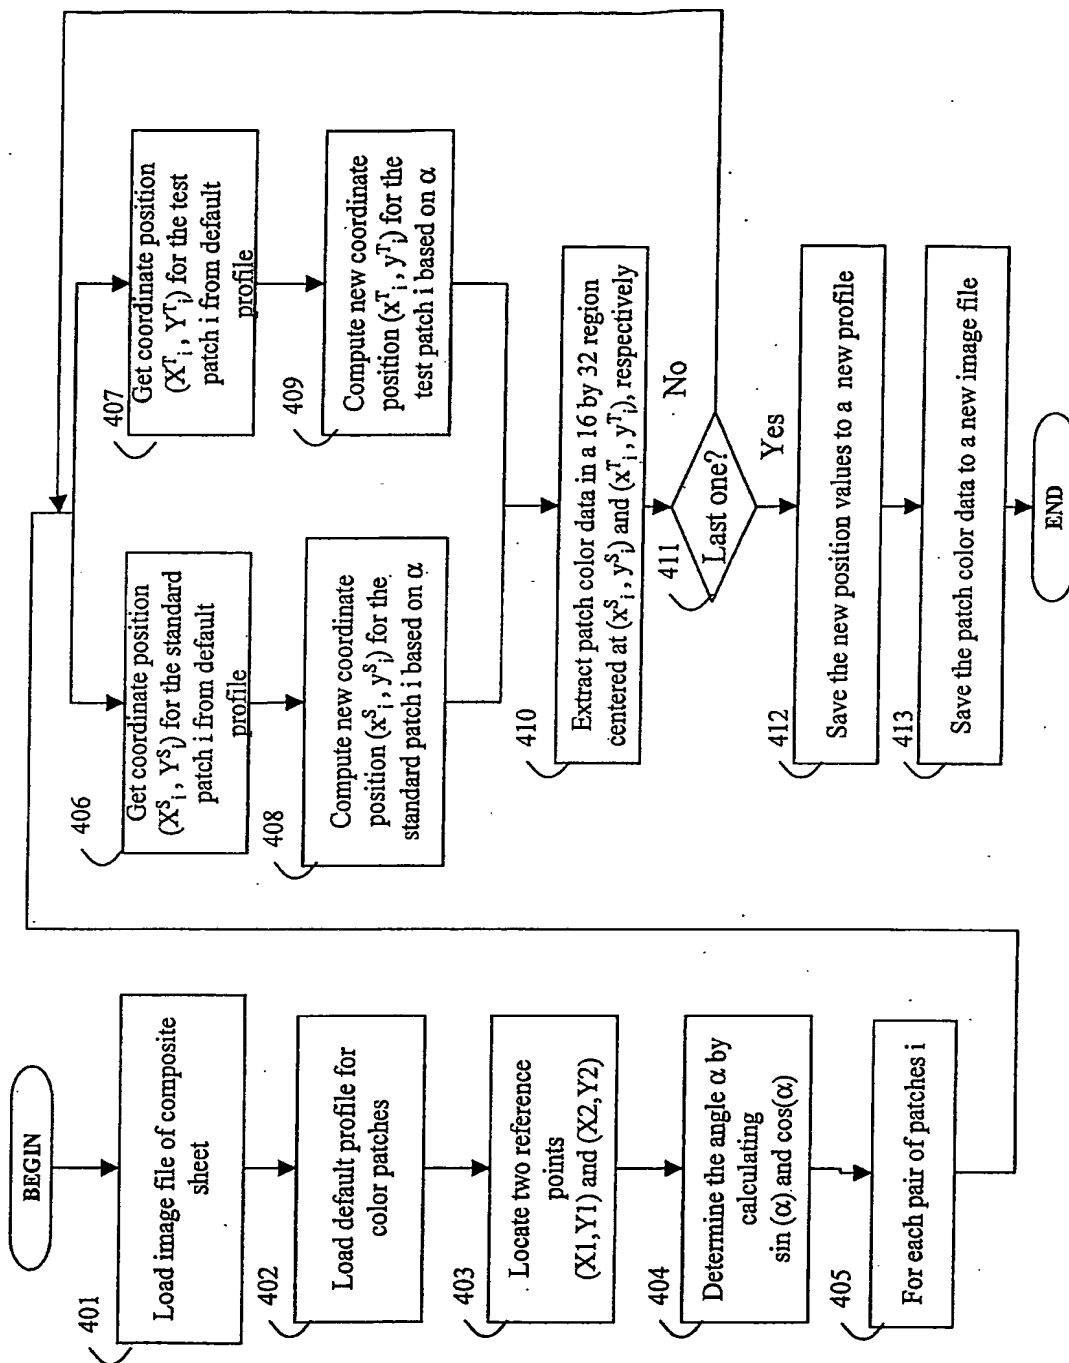 BEGIN
401
Load image file of composite
sheet
402
Load default profile for
color patches
403
Locate two reference
points
(X1,Y1) and (X2,Y2)
404
Determine the angle α by
calculating
sin (α) and cos(α)
405
For each pair of patches i
406
Get coordinate position
(X^S_i, Y^S_i) for the standard
patch i from default
profile
407
Get coordinate position
(X^T_i, Y^T_i) for the test
patch i from default
profile
408
Compute new coordinate
position (x^S_i, y^S_i) for the
standard patch i based on α
409
Compute new coordinate
position (x^T_i, y^T_i) for the
test patch i based on α
410
Extract patch color data in a 16 by 32 region
centered at (x^S_i, y^S_i) and (x^T_i, y^T_i), respectively
411
Last one?
No
Yes
412
Save the new position values to a new profile
413
Save the patch color data to a new image file
END